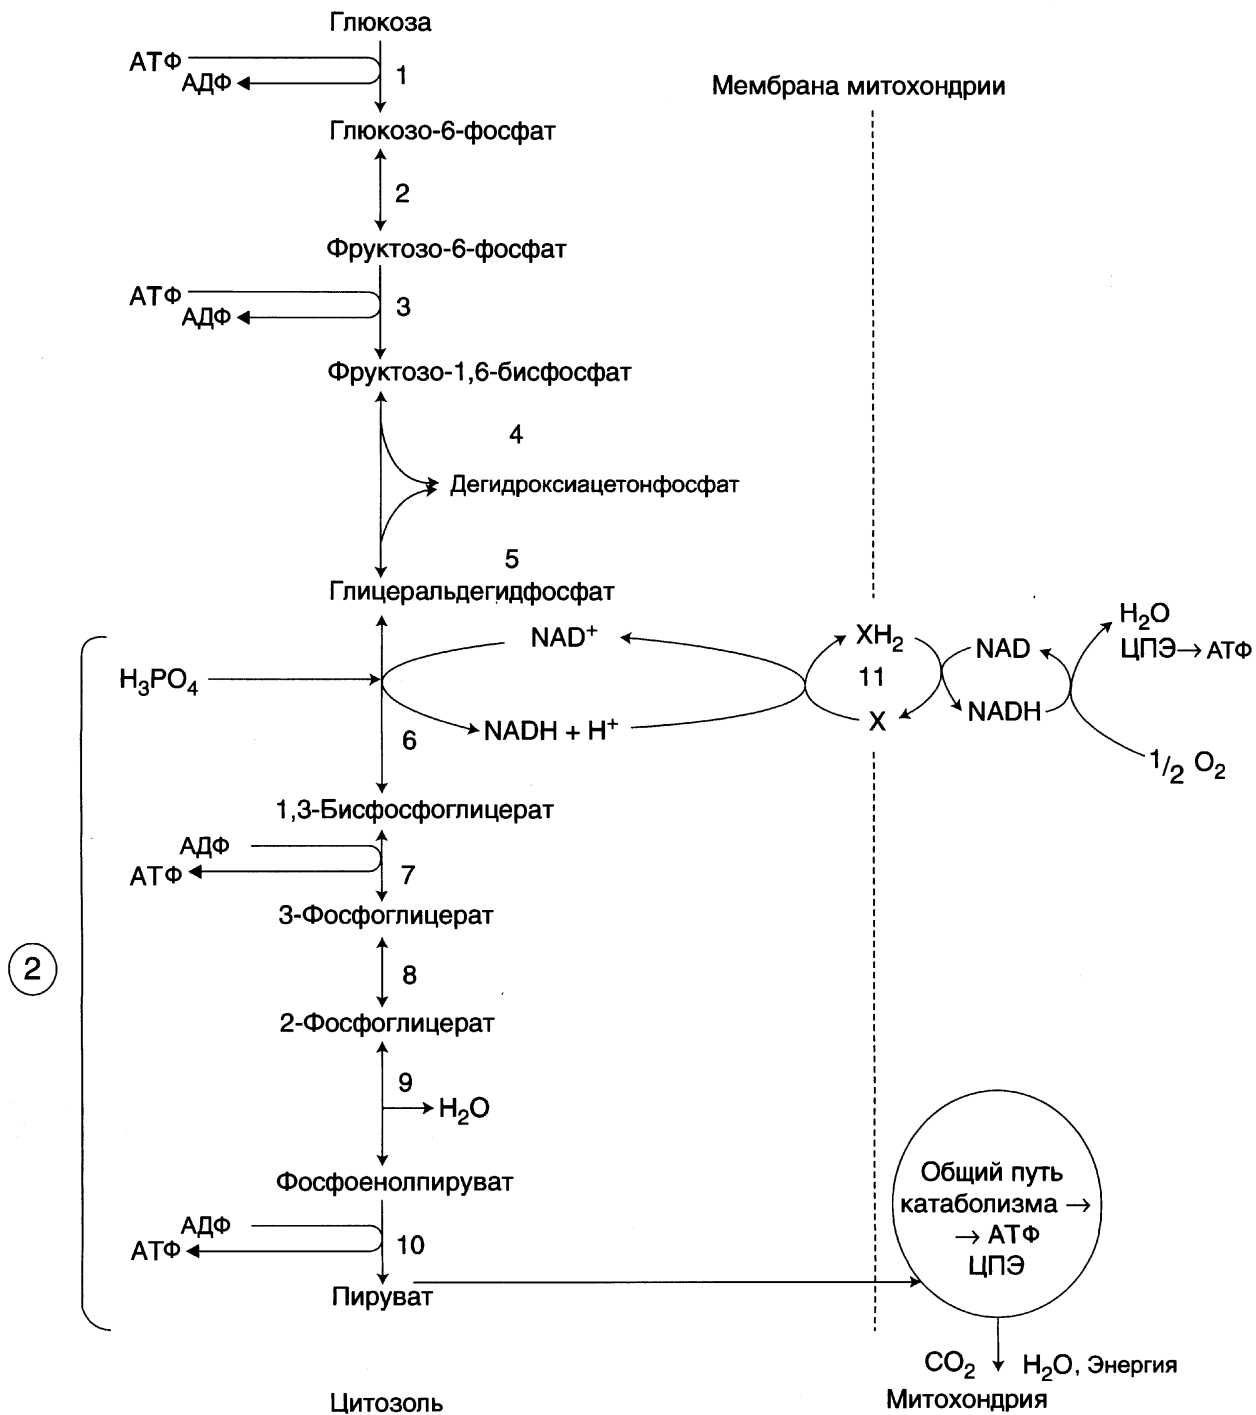 Глюкоза
АТФ
АДФ
1
Мембрана митохондрии
Глюкозо-6-фосфат
2
Фруктозо-6-фосфат
АТФ
АДФ
3
Фруктозо-1,6-бисфосфат
4
Дегидроксиацетонфосфат
5
Глицеральдегидфосфат
NAD⁺
H₃PO₄
NADH + H⁺
6
XH₂
11
X
NAD
NADH
H₂O
ЦПЭ→АТФ
1/2 O₂
1,3-Бисфосфоглицерат
АДФ
АТФ
7
3-Фосфоглицерат
2
8
2-Фосфоглицерат
9
H₂O
Фосфоенолпируват
АДФ
АТФ
10
Пируват
Общий путь
катаболизма →
→ АТФ
ЦПЭ
CO₂
H₂O, Энергия
Цитозоль
Митохондрия